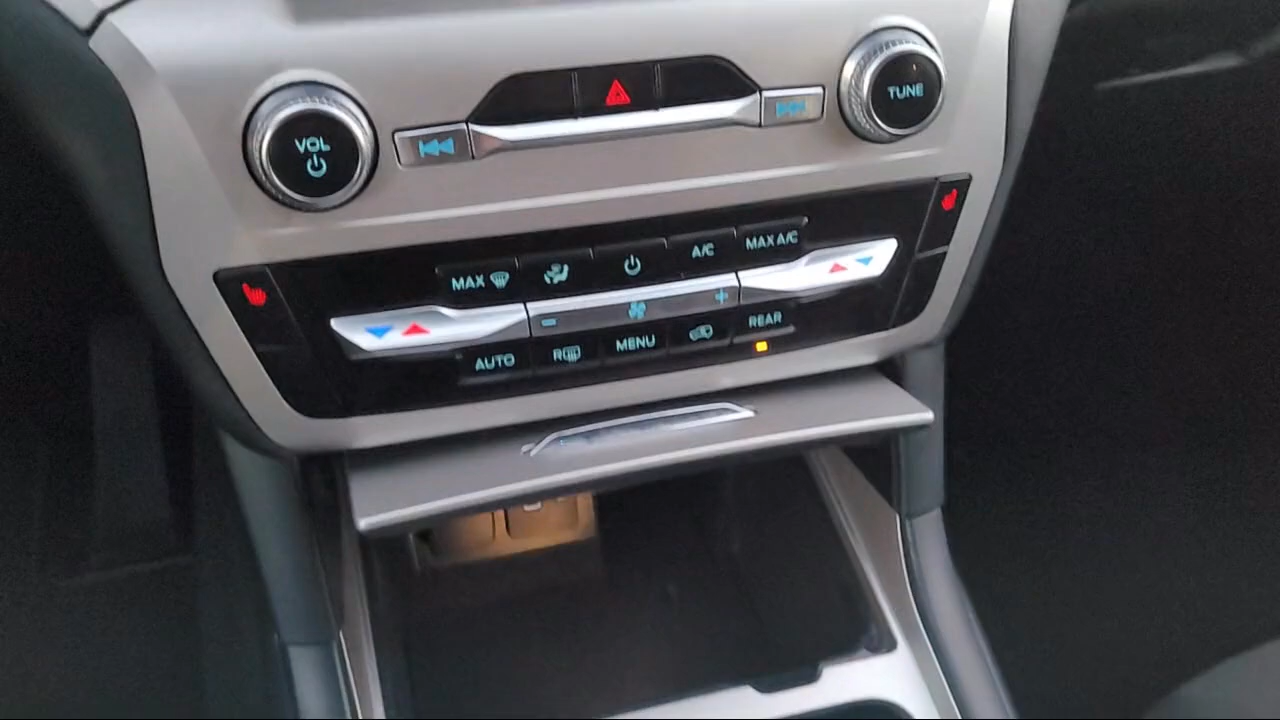 VOL
TUNE
MAX
A/C
MAX A/C
AUTO
R
MENU
REAR